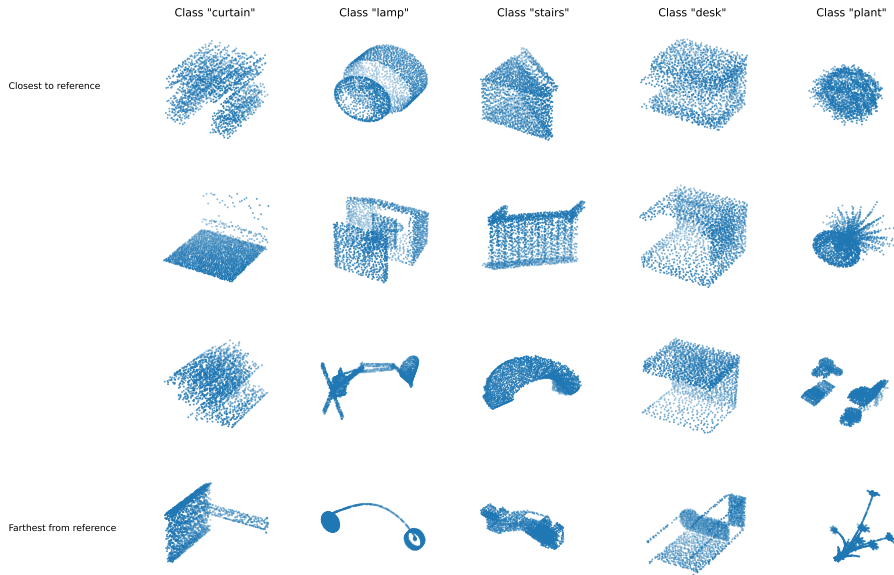 Class "curtain" Class "lamp" Class "stairs" Class "desk" Class "plant"
Closest to reference
Farthest from reference